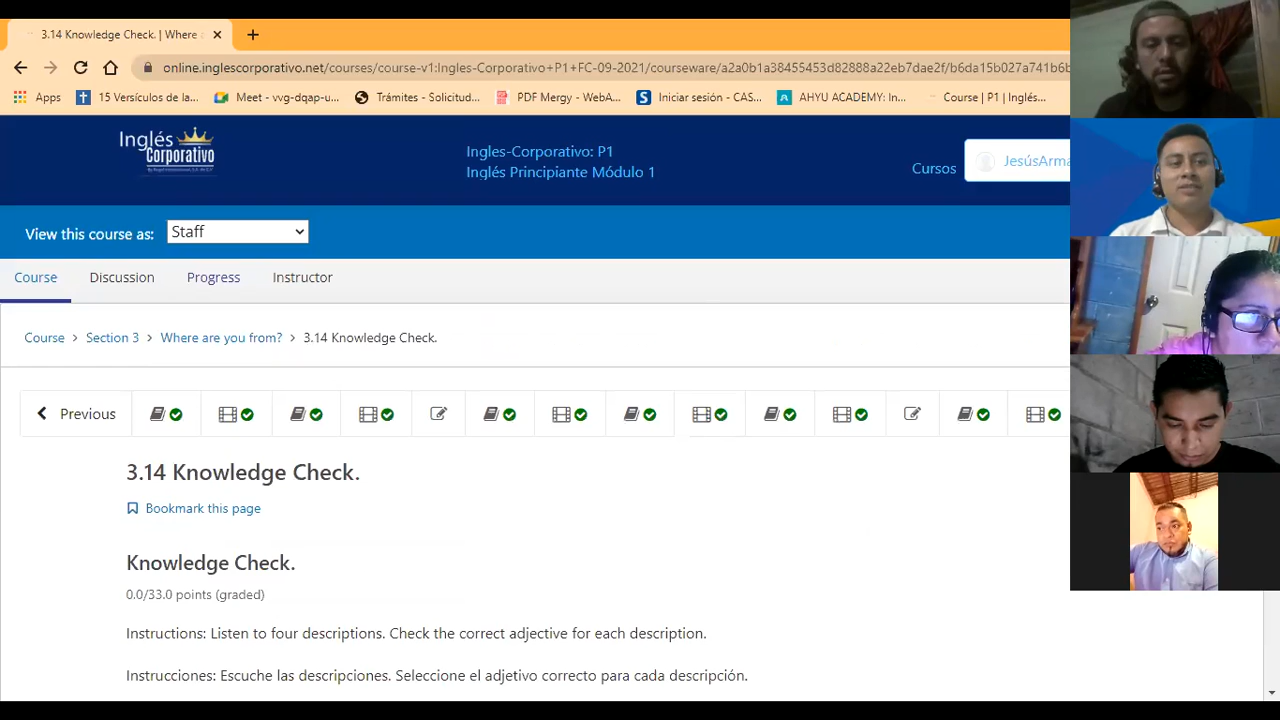 3.14 Knowledge Check. | Where
online.inglescorporativo.net/courses/course-v1:Ingles-Corporativo+P1+FC-09-2021/courseware/a2a0b1a38455453d82888a22eb7dae2f/b6da15b027a741b6b
Apps 15 Versículos de la... Meet - vvg-dqap-u... Trámites - Solicitud... PDF Mergy - WebA... Iniciar sesión - CAS... AHYU ACADEMY: In... Course | P1 | Inglés...
Inglés
Corporativo
Ingles-Corporativo: P1
Inglés Principiante Módulo 1
Cursos
JesúsArma
View this course as: Staff
Course Discussion Progress Instructor
Course > Section 3 > Where are you from? > 3.14 Knowledge Check.
Previous
3.14 Knowledge Check.
Bookmark this page
Knowledge Check.
0.0/33.0 points (graded)
Instructions: Listen to four descriptions. Check the correct adjective for each description.
Instrucciones: Escuche las descripciones. Seleccione el adjetivo correcto para cada descripción.